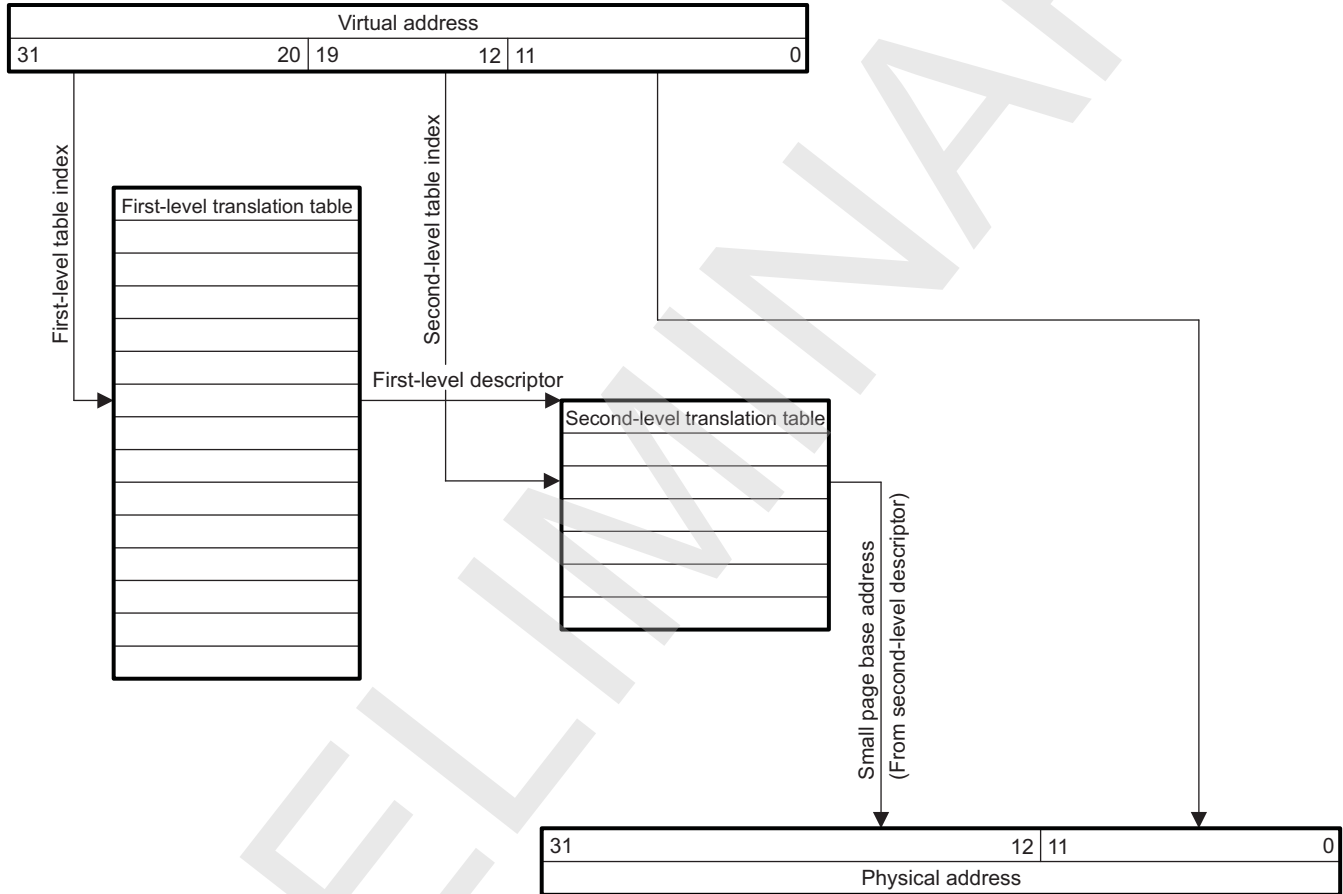 Virtual address
31 20 19 12 11 0
First-level table index
Second-level table index
First-level translation table
First-level descriptor
Second-level translation table
Small page base address
(From second-level descriptor)
31 12 11 0
Physical address